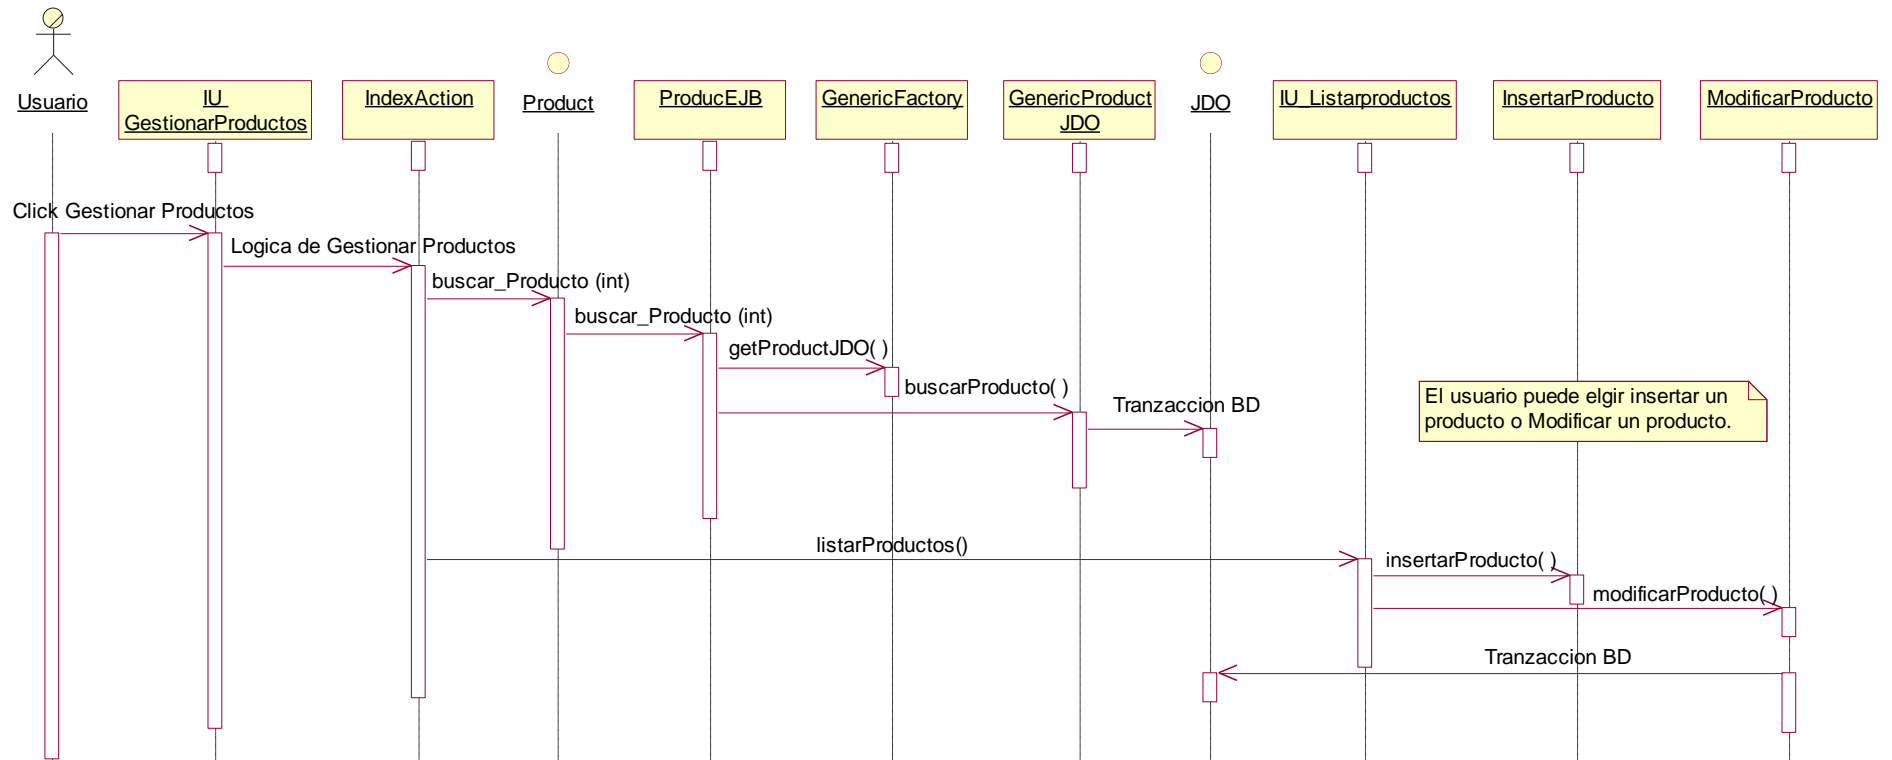 Usuario
IU_
GestionarProductos
IndexAction
Product
ProducEJB
GenericFactory
GenericProduct
JDO
JDO
IU_Listarproductos
InsertarProducto
ModificarProducto
Click Gestionar Productos
Logica de Gestionar Productos
buscar_Producto (int)
buscar_Producto (int)
getProductJDO( )
buscarProducto( )
Tranzaccion BD
El usuario puede elgir insertar un
producto o Modificar un producto.
listarProductos()
insertarProducto( )
modificarProducto( )
Tranzaccion BD